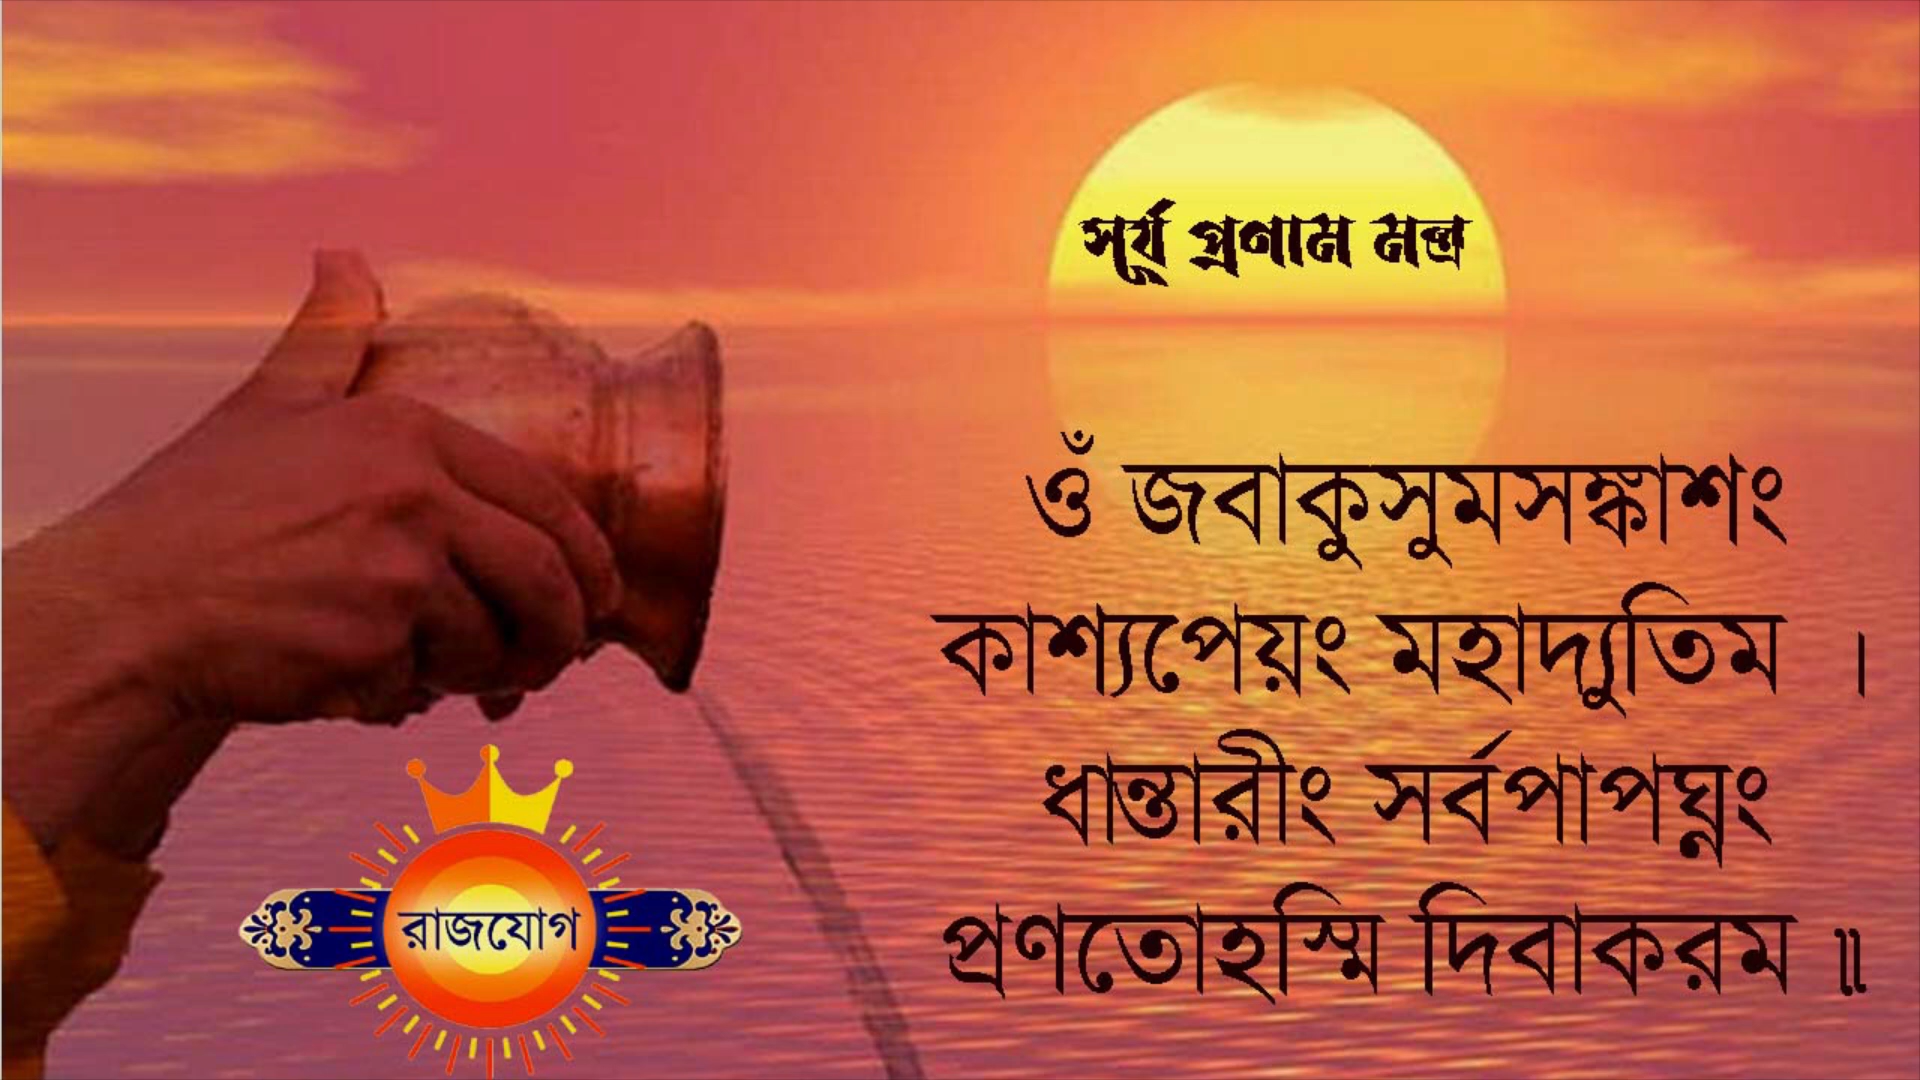 সূর্য প্রণাম মন্ত্র
ওঁ জবাকুসুমসঙ্কাশং
কাশ্যপেয়ং মহাদ্যুতিম ।
ধান্তারীং সর্বপাপঘ্নং
প্রণতোহস্মি দিবাকরম ॥
রাজযোগ